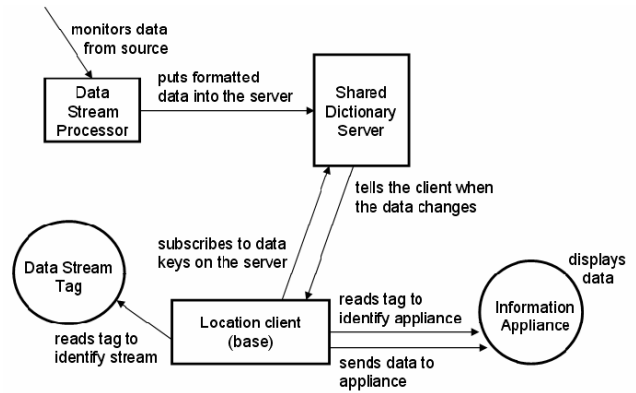 monitors data
from source
Data
Stream
Processor
puts formatted
data into the server
Shared
Dictionary
Server
tells the client when
the data changes
subscribes to data
keys on the server
Data Stream
Tag
reads tag to
identify stream
Location client
(base)
reads tag to
identify appliance
sends data to
appliance
displays
data
Information
Appliance